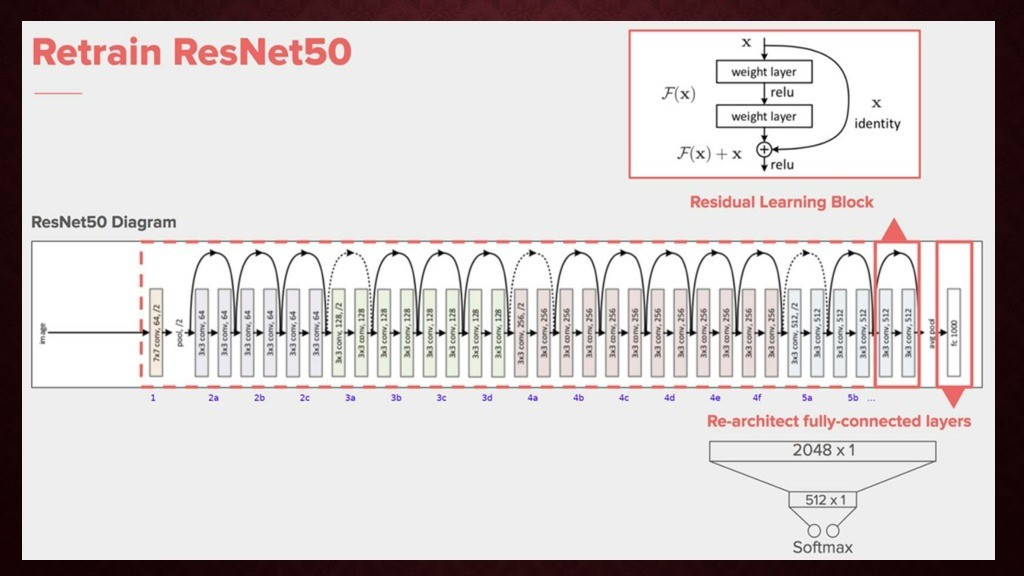 Retrain ResNet50
x
weight layer
relu
F(x)
weight layer
x
identity
F(x) + x
relu
Residual Learning Block
ResNet50 Diagram
image
7x7 conv, 64, /2
pool, /2
3x3 conv, 64
3x3 conv, 64
3x3 conv, 64
3x3 conv, 64
3x3 conv, 64
3x3 conv, 64
3x3 conv, 128, /2
3x3 conv, 128
3x3 conv, 128
3x3 conv, 128
3x3 conv, 128
3x3 conv, 128
3x3 conv, 128
3x3 conv, 128
3x3 conv, 256, /2
3x3 conv, 256
3x3 conv, 256
3x3 conv, 256
3x3 conv, 256
3x3 conv, 256
3x3 conv, 256
3x3 conv, 256
3x3 conv, 256
3x3 conv, 256
3x3 conv, 256
3x3 conv, 256
3x3 conv, 512, /2
3x3 conv, 512
3x3 conv, 512
3x3 conv, 512
3x3 conv, 512
3x3 conv, 512
avg pool
fc 1000
1 2a 2b 2c 3a 3b 3c 3d 4a 4b 4c 4d 4e 4f 5a 5b ...
Re-architect fully-connected layers
2048 x 1
512 x 1
Softmax